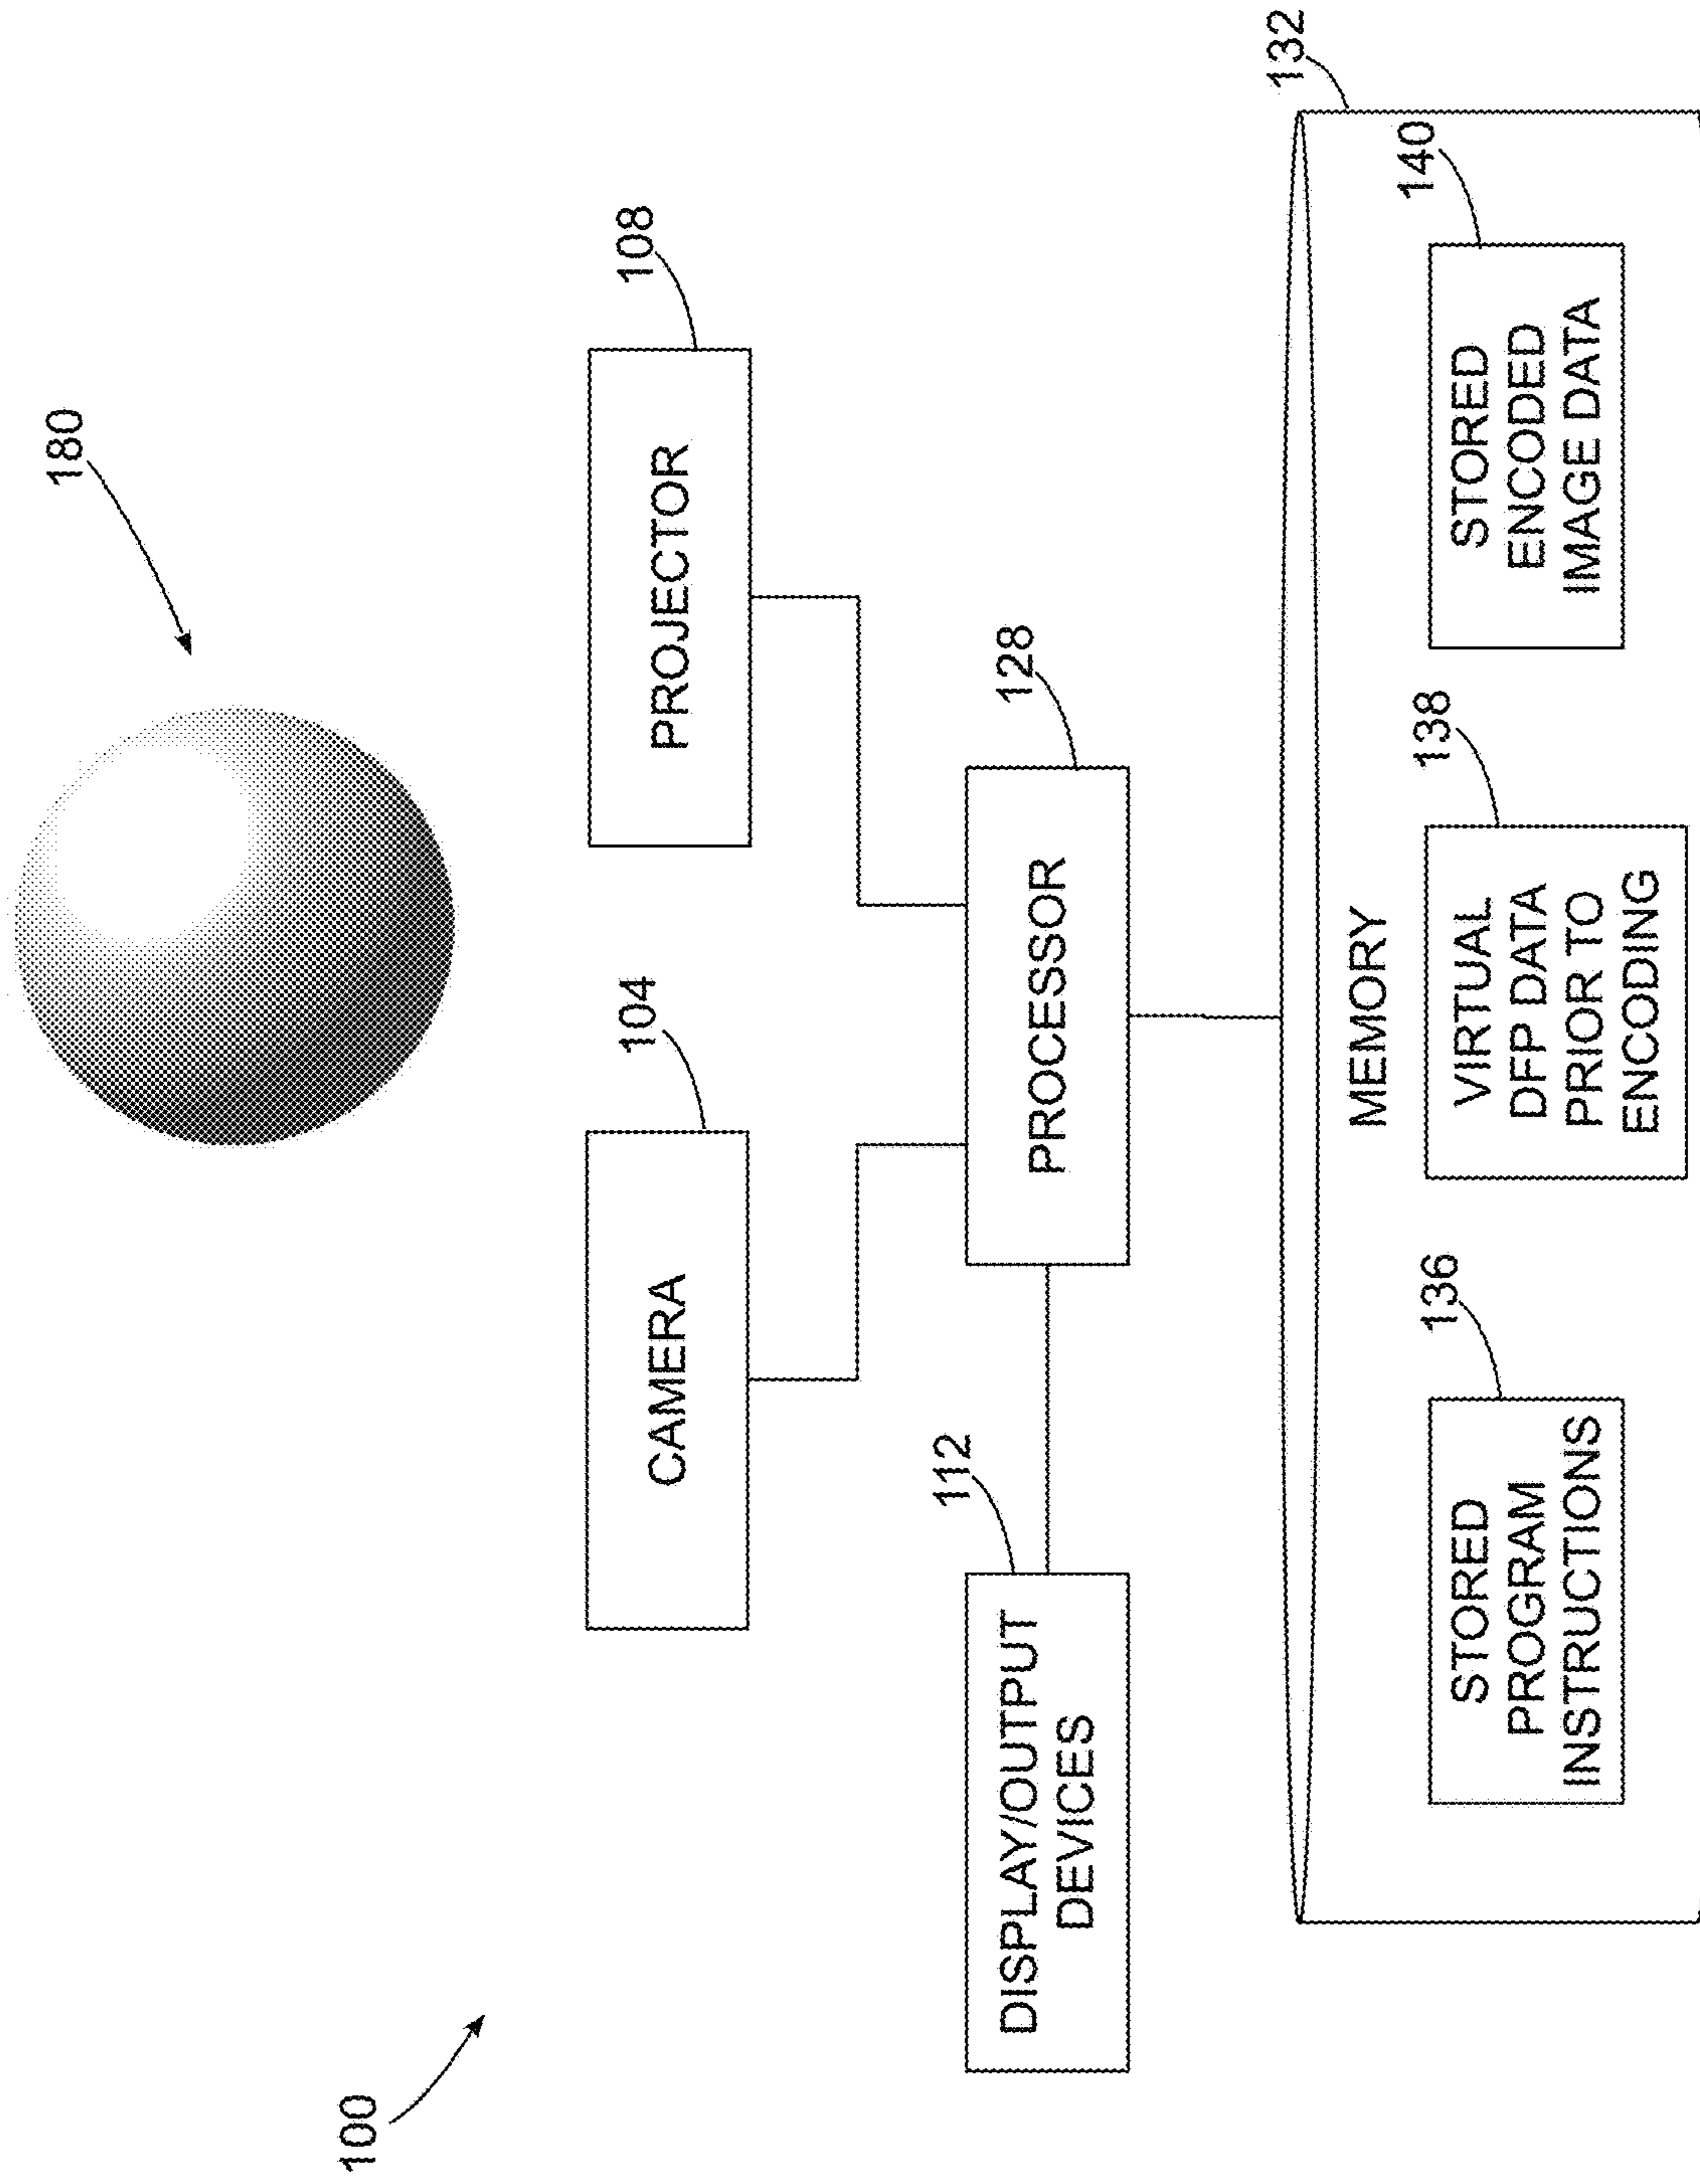 100
180
104
CAMERA
108
PROJECTOR
112
DISPLAY/OUTPUT
DEVICES
128
PROCESSOR
132
MEMORY
136
STORED
PROGRAM
INSTRUCTIONS
138
VIRTUAL
DFP DATA
PRIOR TO
ENCODING
140
STORED
ENCODED
IMAGE DATA